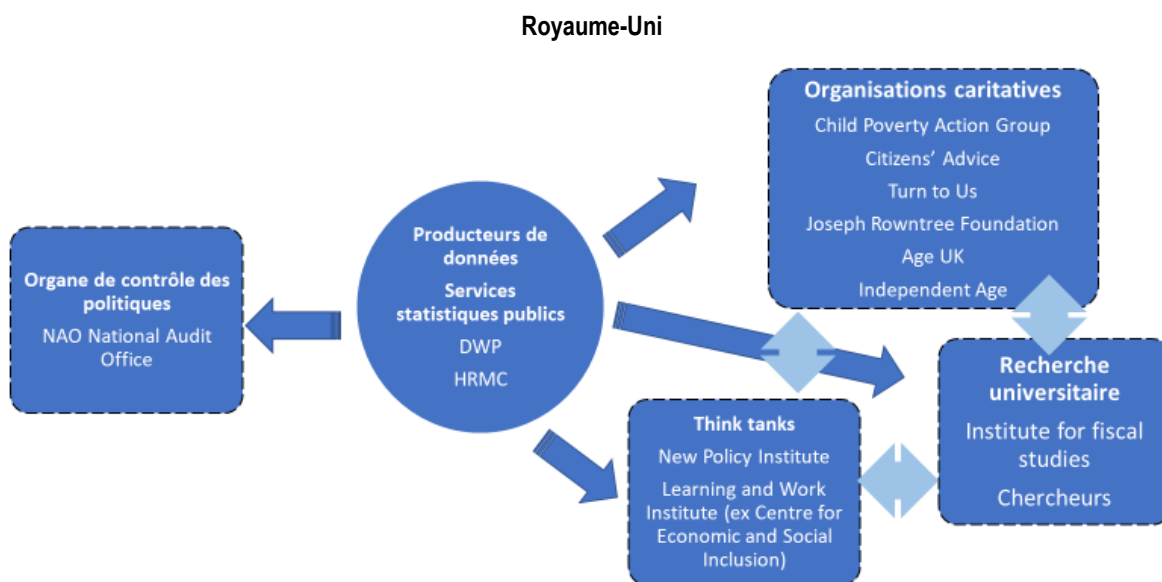 Royaume-Uni
Organisations caritatives
Child Poverty Action Group
Citizens’ Advice
Turn to Us
Joseph Rowntree Foundation
Age UK
Independent Age
Producteurs de
données
Services
statistiques publics
DWP
HRMC
Organe de contrôle des
politiques
NAO National Audit
Office
Recherche
universitaire
Institute for fiscal
studies
Chercheurs
Think tanks
New Policy Institute
Learning and Work
Institute (ex Centre for
Economic and Social
Inclusion)